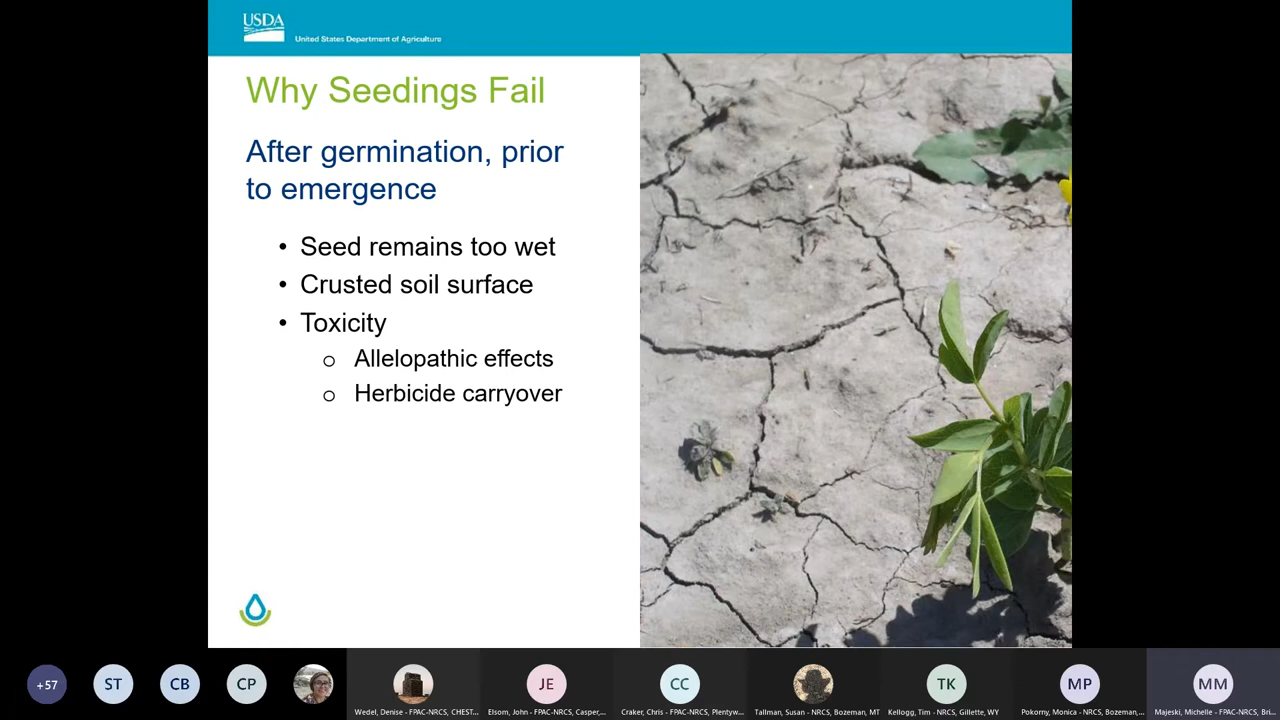 USDA
United States Department of Agriculture
Why Seedings Fail
After germination, prior
to emergence
• Seed remains too wet
• Crusted soil surface
• Toxicity
o Allelopathic effects
o Herbicide carryover
+57
ST
CB
CP
JE
CC
TK
MP
MM
Wedel, Denise - FPAC-NRCS, CHEST...
Elsom, John - FPAC-NRCS, Casper,...
Craker, Chris - FPAC-NRCS, Plentyw...
Tallman, Susan - NRCS, Bozeman, MT
Kellogg, Tim - NRCS, Gillette, WY
Pokorny, Monica - NRCS, Bozeman,...
Majeski, Michelle - FPAC-NRCS, Bri...